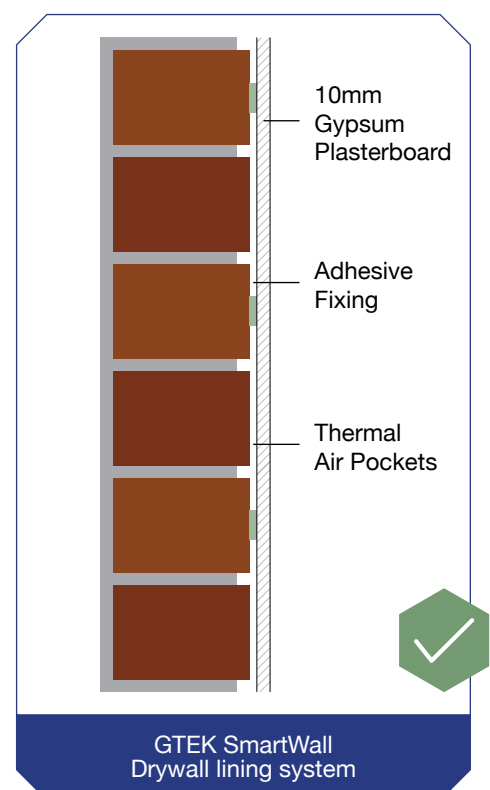 10mm
Gypsum
Plasterboard
Adhesive
Fixing
Thermal
Air Pockets
GTEK SmartWall
Drywall lining system